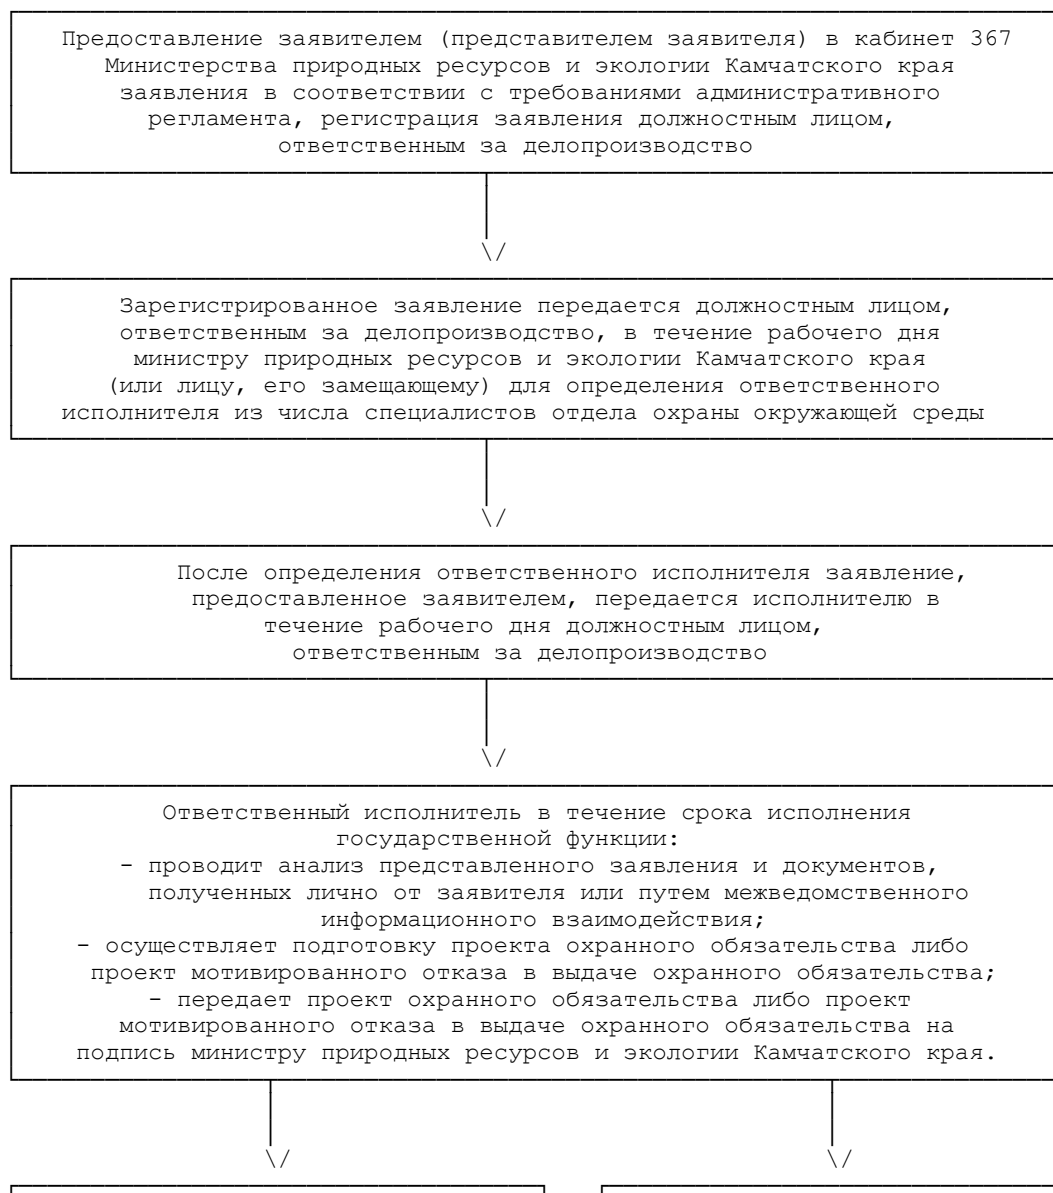 Предоставление заявителем (представителем заявителя) в кабинет 367
Министерства природных ресурсов и экологии Камчатского края
заявления в соответствии с требованиями административного
регламента, регистрация заявления должностным лицом,
ответственным за делопроизводство
Зарегистрированное заявление передается должностным лицом,
ответственным за делопроизводство, в течение рабочего дня
министру природных ресурсов и экологии Камчатского края
(или лицу, его замещающему) для определения ответственного
исполнителя из числа специалистов отдела охраны окружающей среды
После определения ответственного исполнителя заявление,
предоставленное заявителем, передается исполнителю в
течение рабочего дня должностным лицом,
ответственным за делопроизводство
Ответственный исполнитель в течение срока исполнения
государственной функции:
- проводит анализ представленного заявления и документов,
полученных лично от заявителя или путем межведомственного
информационного взаимодействия;
- осуществляет подготовку проекта охранного обязательства либо
проект мотивированного отказа в выдаче охранного обязательства;
- передает проект охранного обязательства либо проект
мотивированного отказа в выдаче охранного обязательства на
подпись министру природных ресурсов и экологии Камчатского края.